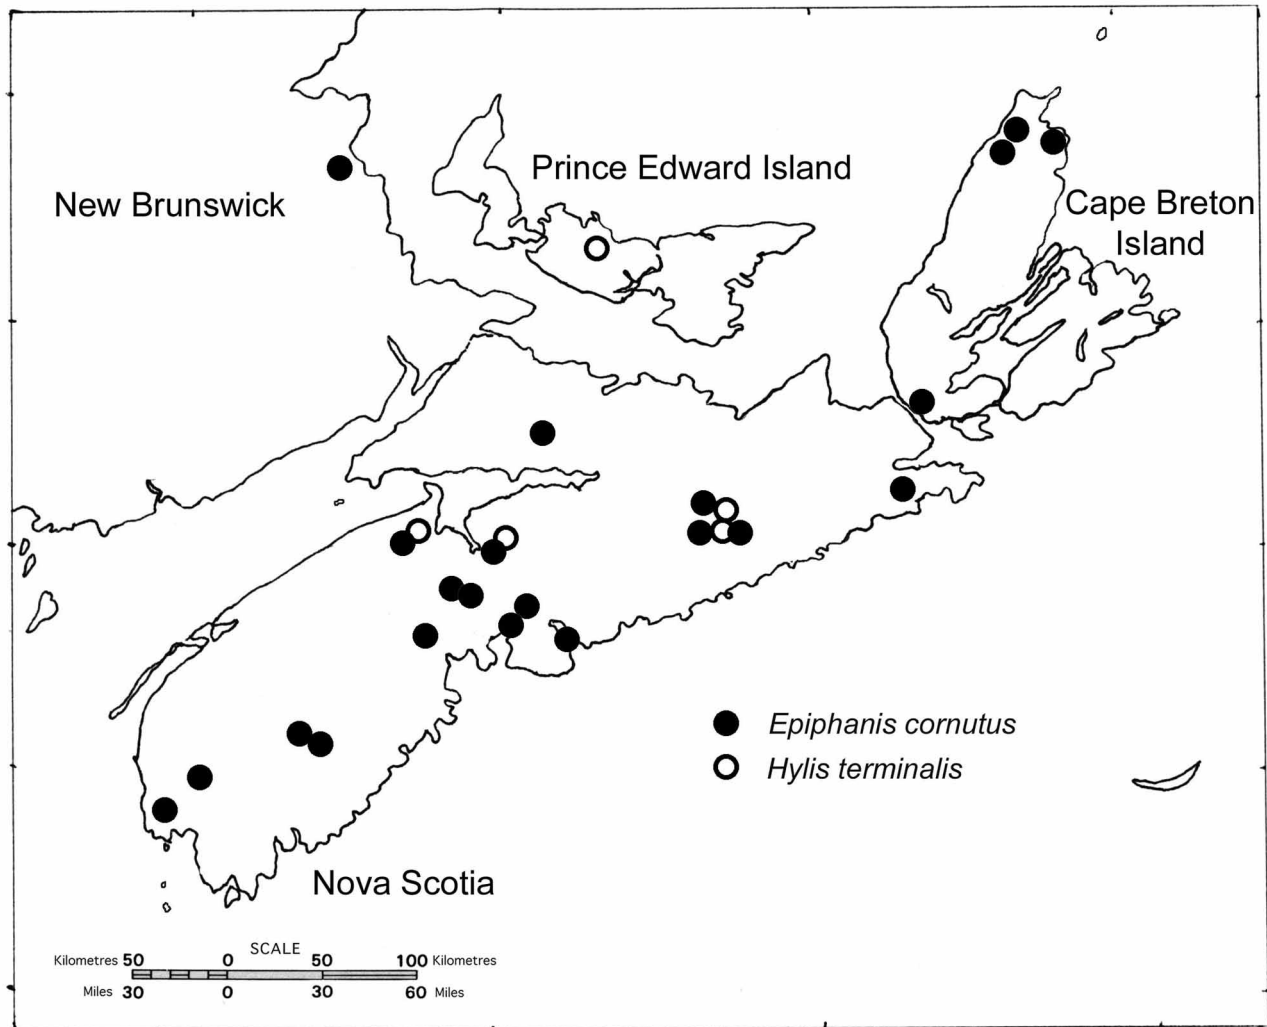 Prince Edward Island
New Brunswick
Cape Breton
Island
Epiphanis cornutus
Hylis terminalis
Nova Scotia
SCALE
Kilometres 50 0 50 100 Kilometres
Miles 30 0 30 60 Miles